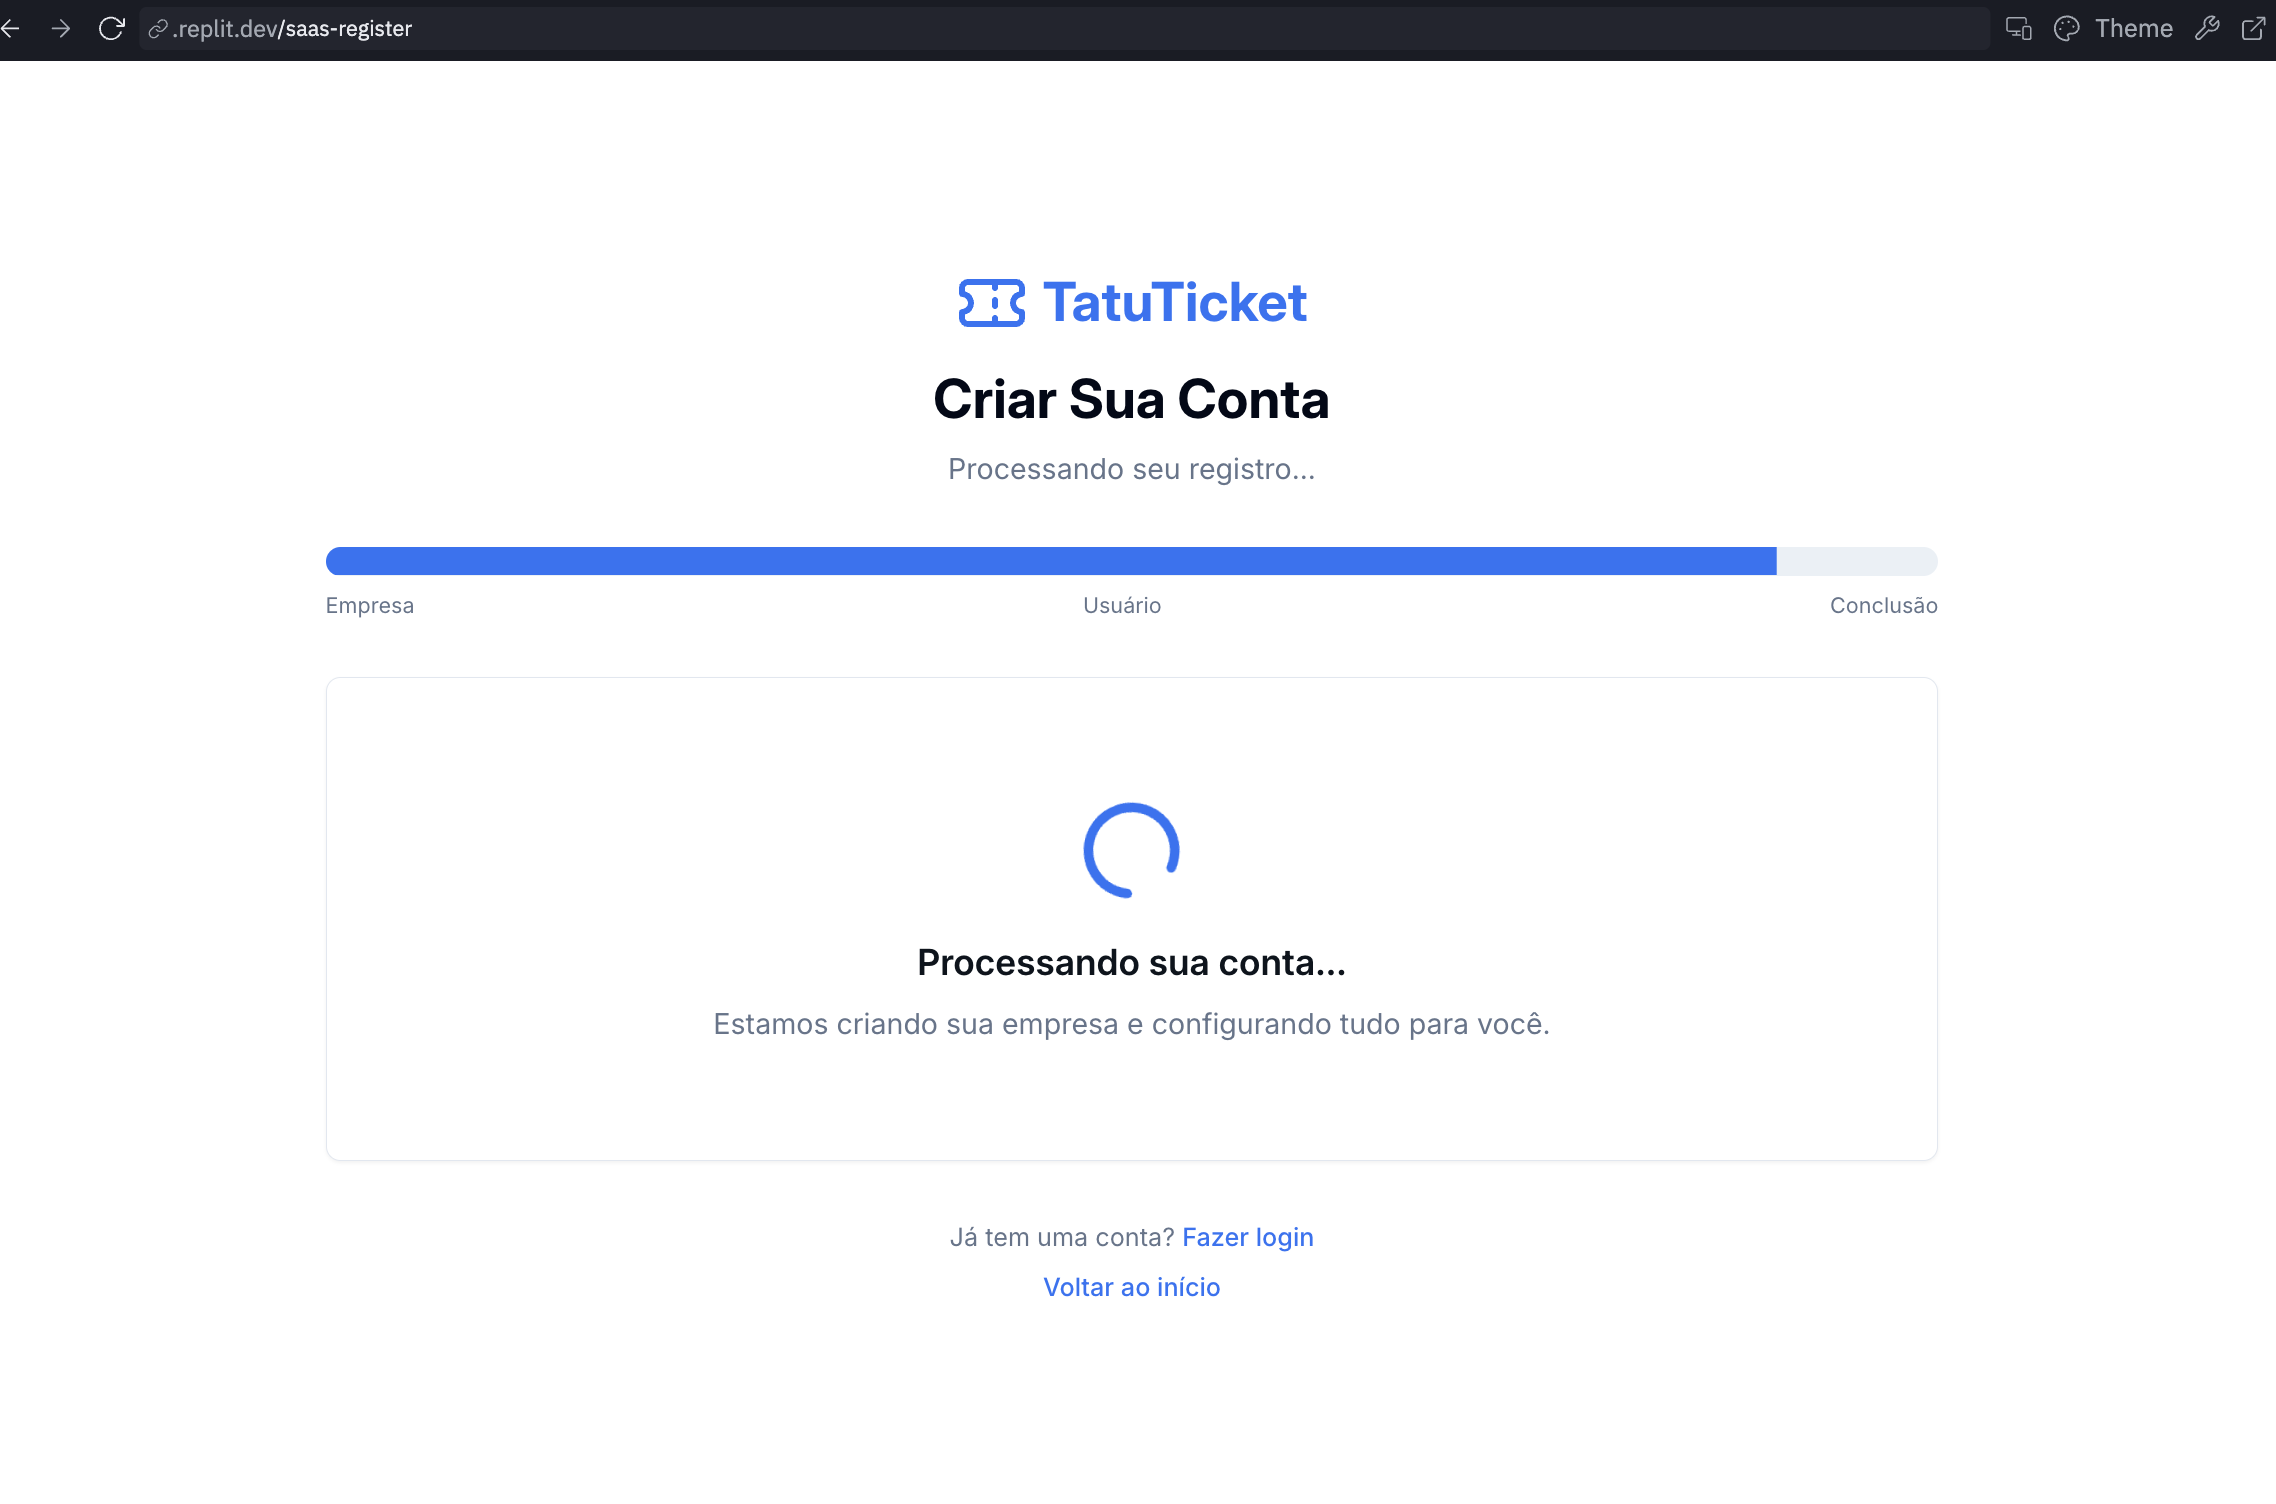 .replit.dev/saas-register
Theme
TatuTicket
Criar Sua Conta
Processando seu registro...
Empresa
Usuário
Conclusão
Processando sua conta...
Estamos criando sua empresa e configurando tudo para você.
Já tem uma conta? Fazer login
Voltar ao início